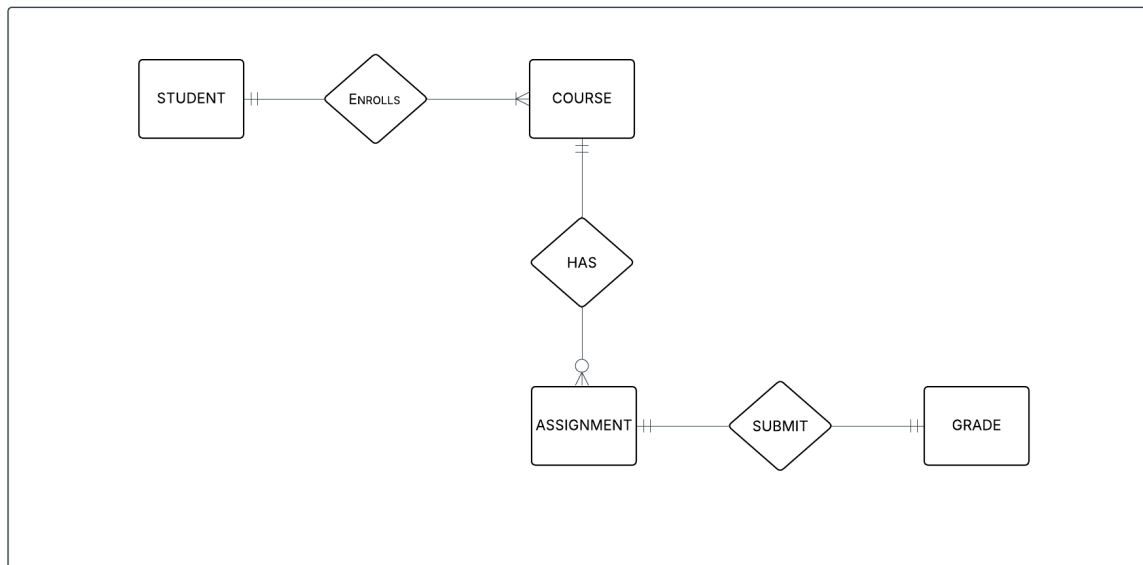 STUDENT
Enrolls
COURSE
HAS
ASSIGNMENT
SUBMIT
GRADE